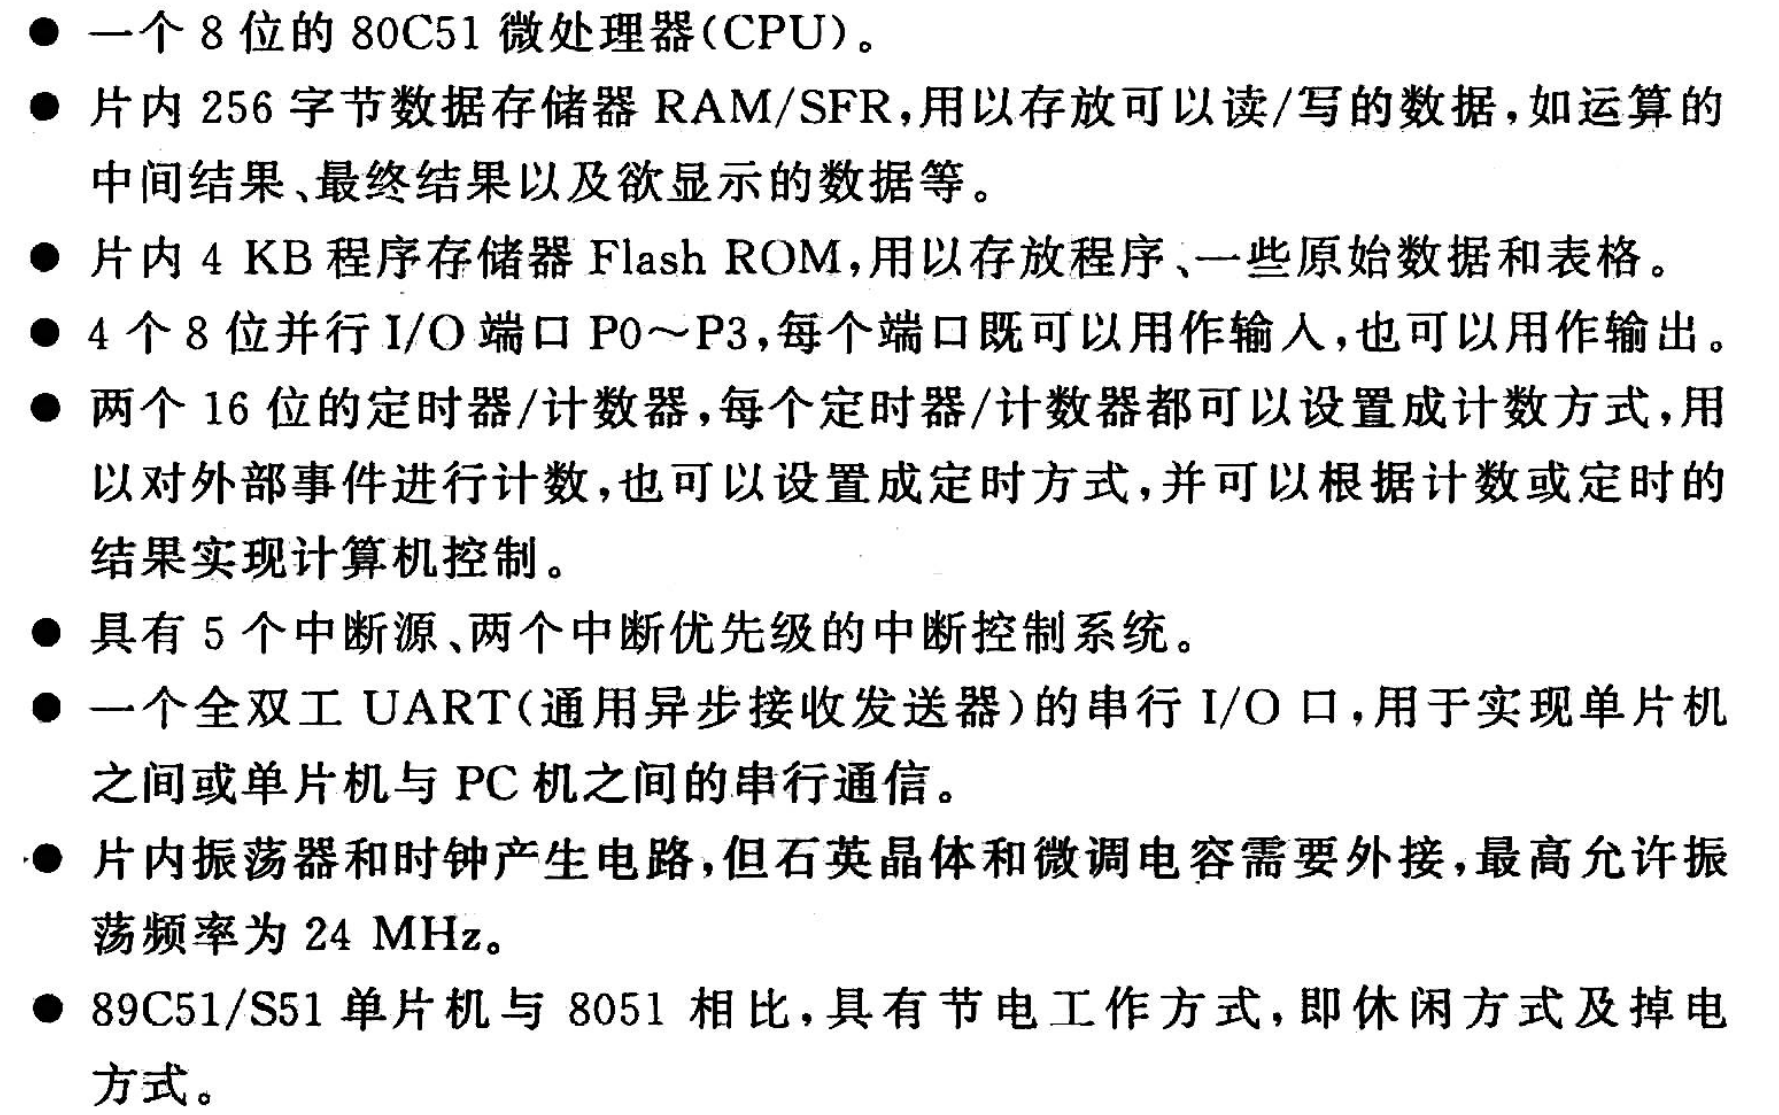 ● 一个 8 位的 80C51 微处理器(CPU)。
● 片内 256 字节数据存储器 RAM/SFR,用以存放可以读/写的数据,如运算的
中间结果、最终结果以及欲显示的数据等。
● 片内 4 KB 程序存储器 Flash ROM,用以存放程序、一些原始数据和表格。
● 4 个 8 位并行 I/O 端口 P0～P3,每个端口既可以用作输入,也可以用作输出。
● 两个 16 位的定时器/计数器,每个定时器/计数器都可以设置成计数方式,用
以对外部事件进行计数,也可以设置成定时方式,并可以根据计数或定时的
结果实现计算机控制。
● 具有 5 个中断源、两个中断优先级的中断控制系统。
● 一个全双工 UART(通用异步接收发送器)的串行 I/O 口,用于实现单片机
之间或单片机与 PC 机之间的串行通信。
● 片内振荡器和时钟产生电路,但石英晶体和微调电容需要外接,最高允许振
荡频率为 24 MHz。
● 89C51/S51 单片机与 8051 相比,具有节电工作方式,即休闲方式及掉电
方式。